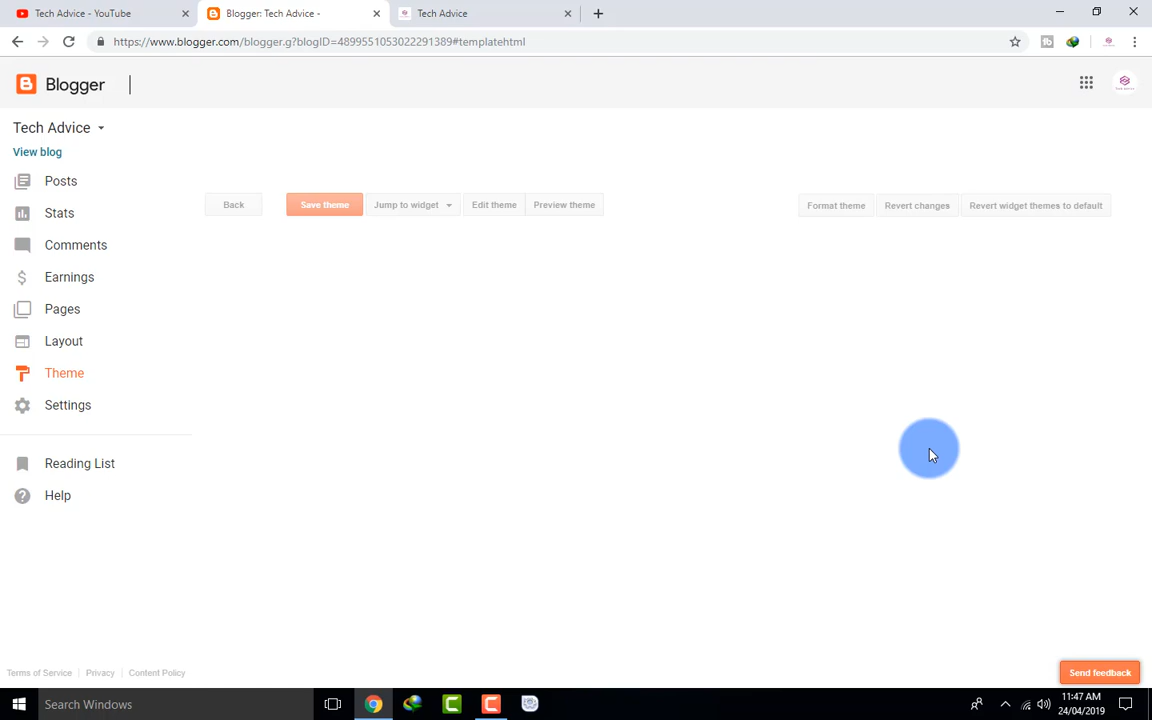 Tech Advice - YouTube
Blogger: Tech Advice -
Tech Advice
https://www.blogger.com/blogger.g?blogID=4899551053022291389#templatehtml
Blogger
Tech Advice
View blog
Posts
Stats
Comments
Earnings
Pages
Layout
Theme
Settings
Reading List
Help
Back
Save theme
Jump to widget
Edit theme
Preview theme
Format theme
Revert changes
Revert widget themes to default
Terms of Service
Privacy
Content Policy
Send feedback
Search Windows
11:47 AM
24/04/2019